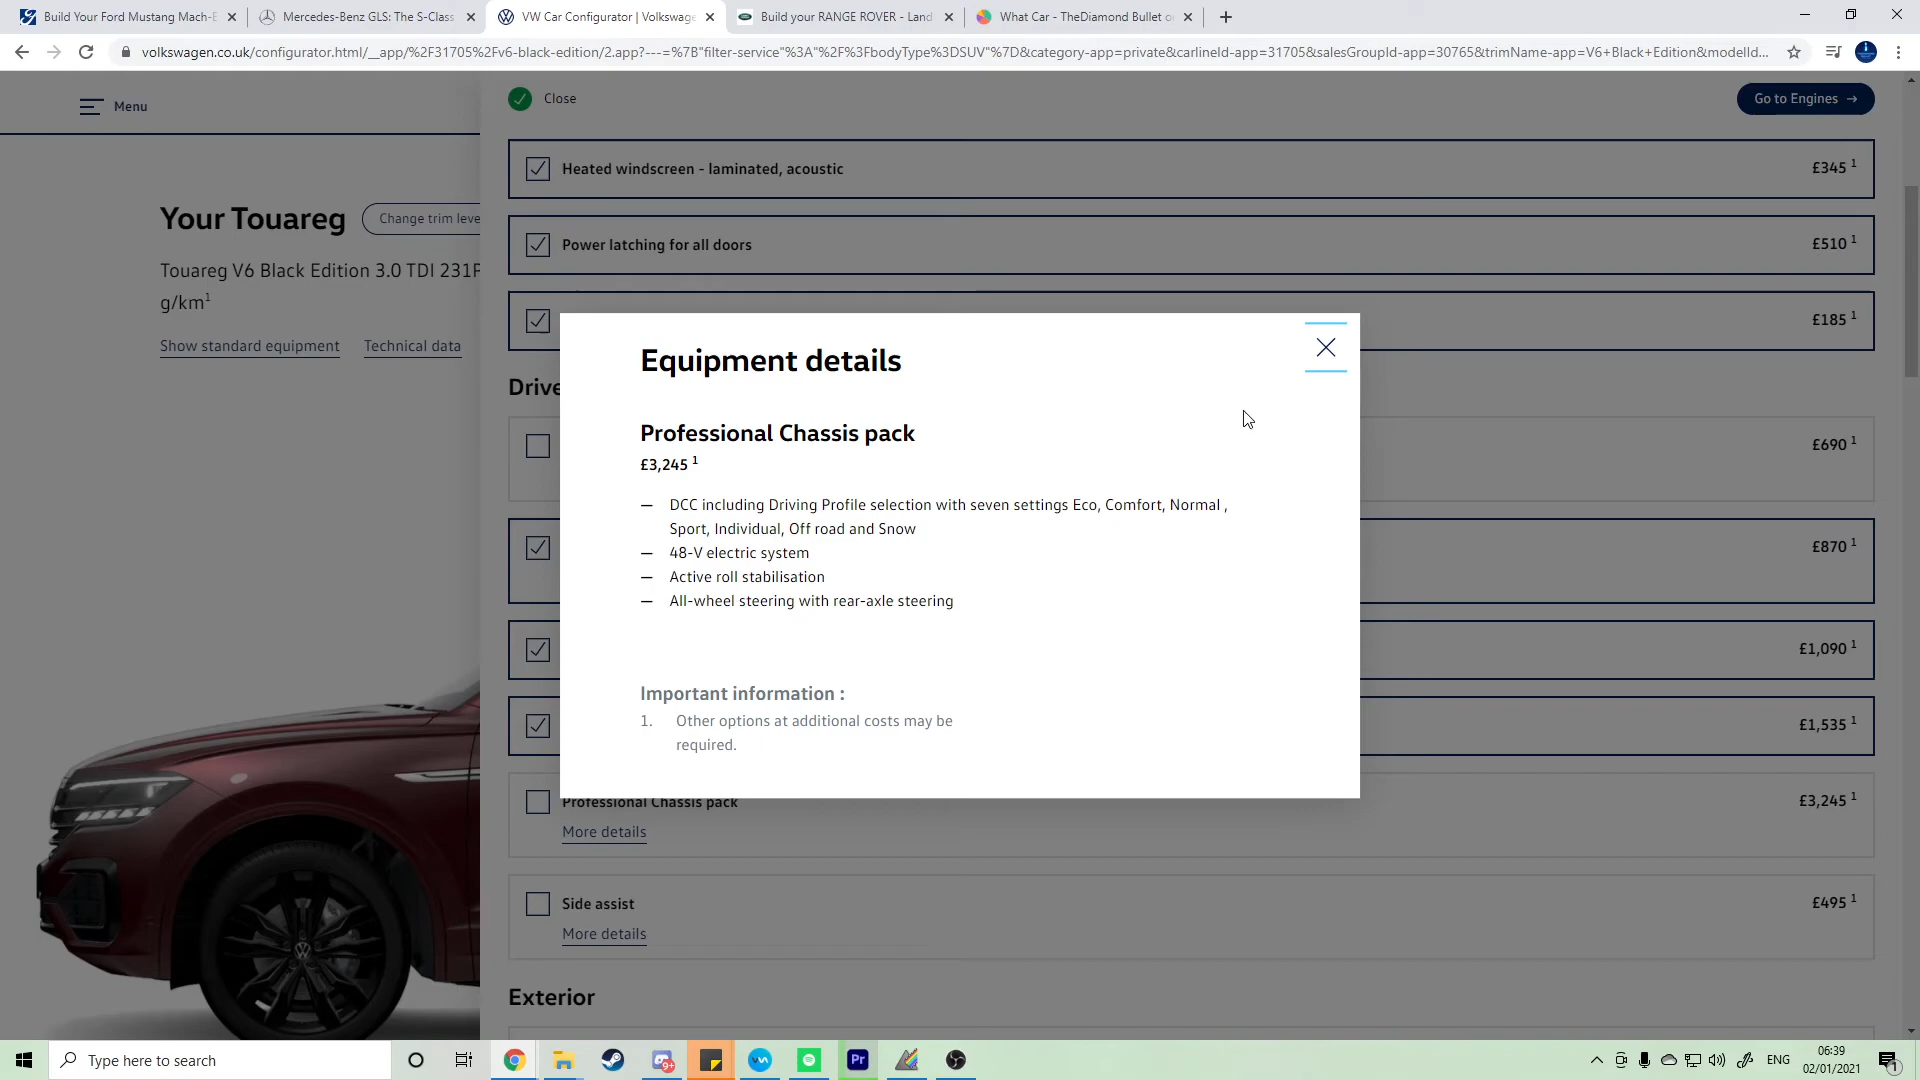 Build Your Ford Mustang Mach-E
Mercedes-Benz GLS: The S-Class
VW Car Configurator | Volkswage
Build your RANGE ROVER - Land
What Car - TheDiamond Bullet o
volkswagen.co.uk/configurator.html/__app/%2F31705%2Fv6-black-edition/2.app?---=%7B"filter-service"%3A"%2F%3FbodyType%3DSUV"%7D&category-app=private&carlineId-app=31705&salesGroupId-app=30765&trimName-app=V6+Black+Edition&modelId...
Menu
Close
Go to Engines →
Heated windscreen - laminated, acoustic
£345 1
Your Touareg
Change trim leve
Power latching for all doors
£510 1
Touareg V6 Black Edition 3.0 TDI 231P
g/km1
£185 1
Show standard equipment
Technical data
Drive
Equipment details
£690 1
Professional Chassis pack
£3,245 1
— DCC including Driving Profile selection with seven settings Eco, Comfort, Normal ,
Sport, Individual, Off road and Snow
— 48-V electric system
— Active roll stabilisation
— All-wheel steering with rear-axle steering
£870 1
£1,090 1
Important information :
1. Other options at additional costs may be
required.
£1,535 1
Professional Chassis pack
£3,245 1
More details
Side assist
£495 1
More details
Exterior
Type here to search
9+
Pr
ENG
06:39
02/01/2021
1